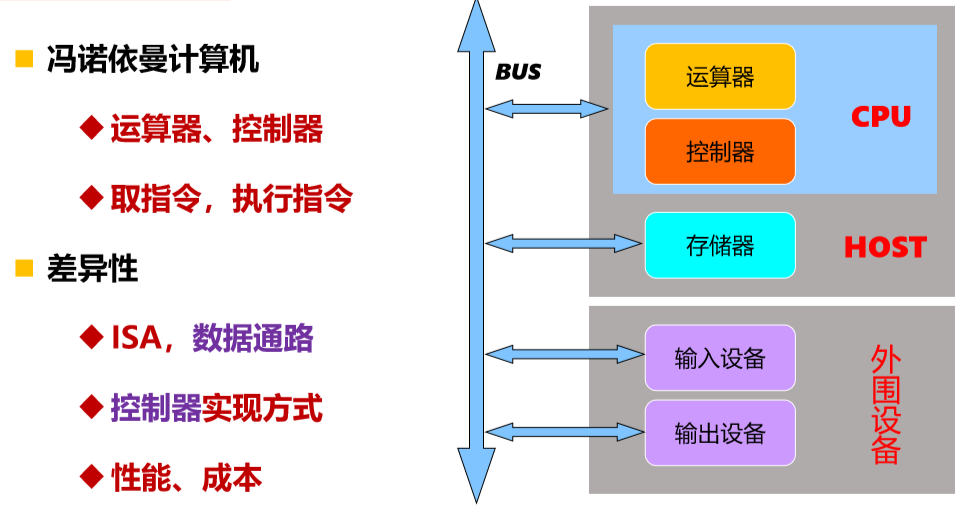 冯诺依曼计算机
运算器、控制器
取指令，执行指令
差异性
ISA，数据通路
控制器实现方式
性能、成本
BUS
运算器
控制器
CPU
存储器
HOST
输入设备
输出设备
外围设备